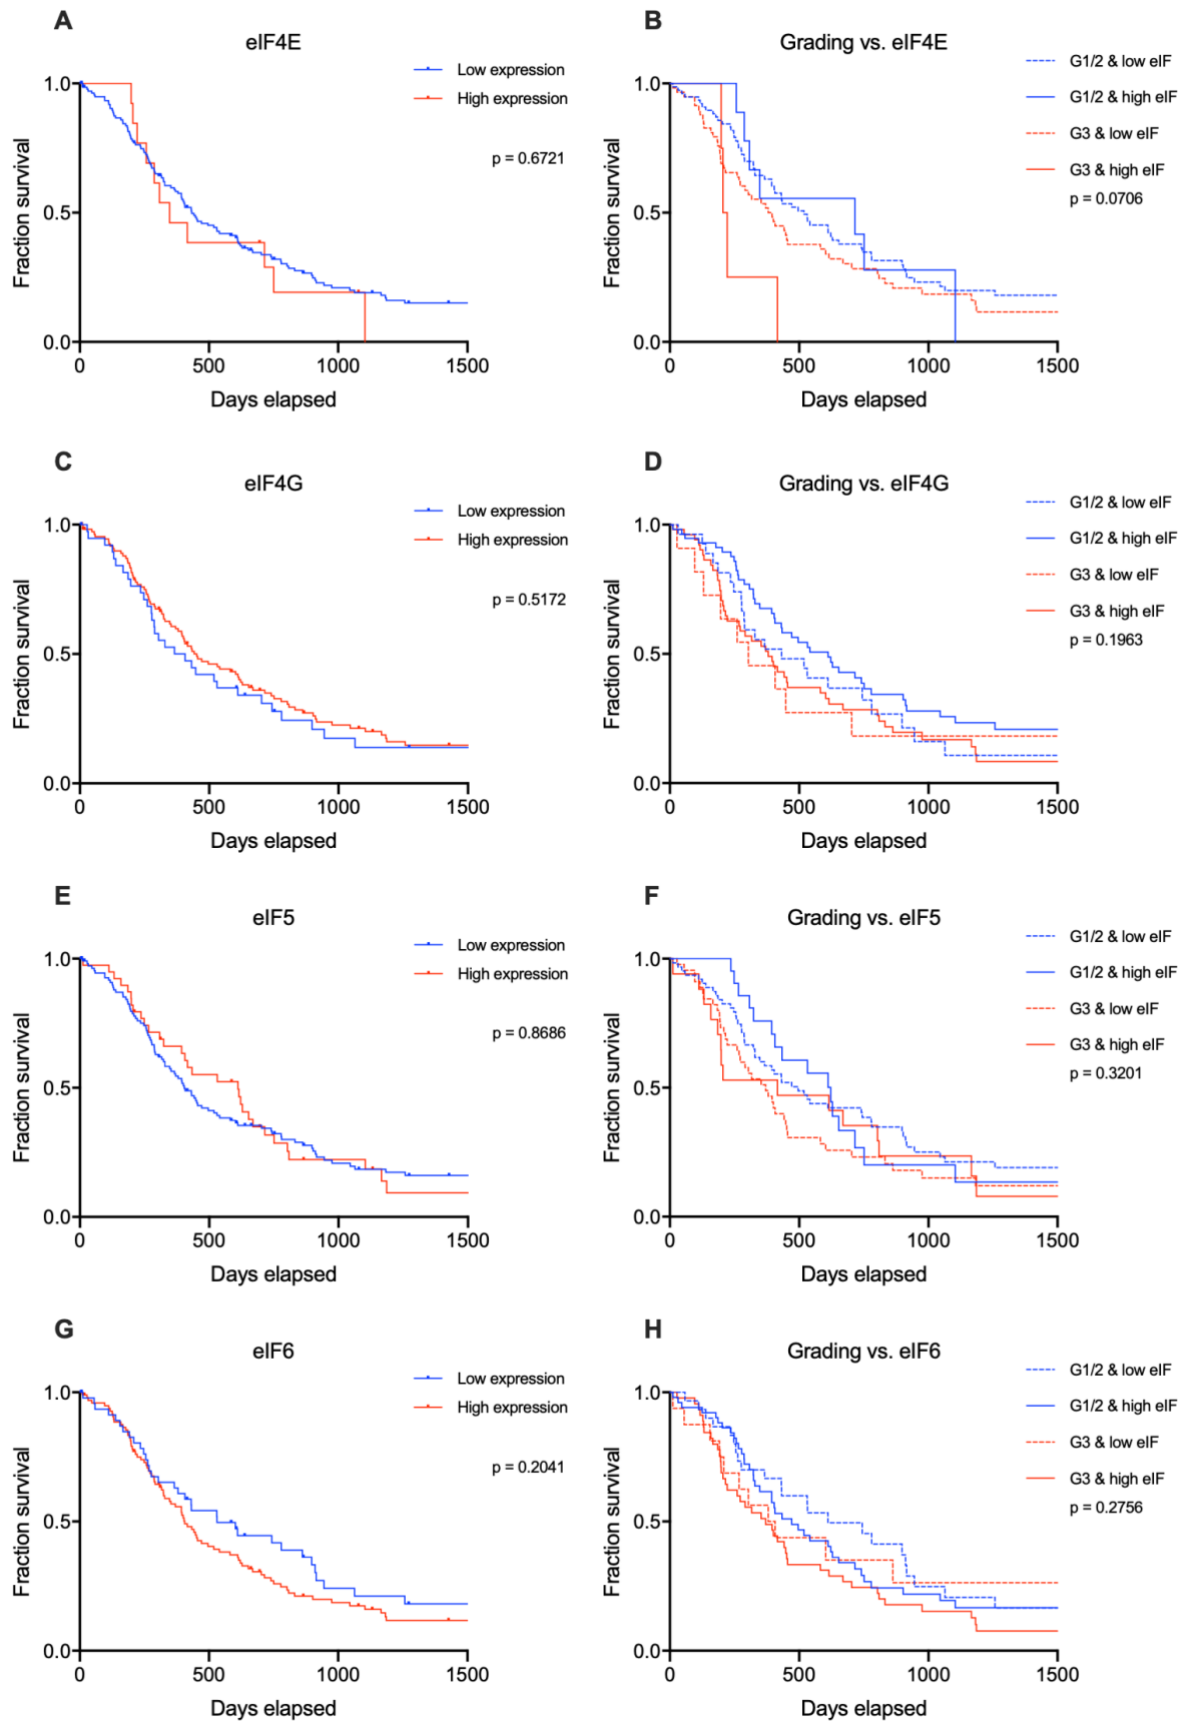 A
eIF4E
Low expression
High expression
p = 0.6721
1.0
0.5
0.0
Fraction survival
0 500 1000 1500
Days elapsed
B
Grading vs. eIF4E
G1/2 & low eIF
G1/2 & high eIF
G3 & low eIF
G3 & high eIF
p = 0.0706
1.0
0.5
0.0
Fraction survival
0 500 1000 1500
Days elapsed
C
eIF4G
Low expression
High expression
p = 0.5172
1.0
0.5
0.0
Fraction survival
0 500 1000 1500
Days elapsed
D
Grading vs. eIF4G
G1/2 & low eIF
G1/2 & high eIF
G3 & low eIF
G3 & high eIF
p = 0.1963
1.0
0.5
0.0
Fraction survival
0 500 1000 1500
Days elapsed
E
eIF5
Low expression
High expression
p = 0.8686
1.0
0.5
0.0
Fraction survival
0 500 1000 1500
Days elapsed
F
Grading vs. eIF5
G1/2 & low eIF
G1/2 & high eIF
G3 & low eIF
G3 & high eIF
p = 0.3201
1.0
0.5
0.0
Fraction survival
0 500 1000 1500
Days elapsed
G
eIF6
Low expression
High expression
p = 0.2041
1.0
0.5
0.0
Fraction survival
0 500 1000 1500
Days elapsed
H
Grading vs. eIF6
G1/2 & low eIF
G1/2 & high eIF
G3 & low eIF
G3 & high eIF
p = 0.2756
1.0
0.5
0.0
Fraction survival
0 500 1000 1500
Days elapsed